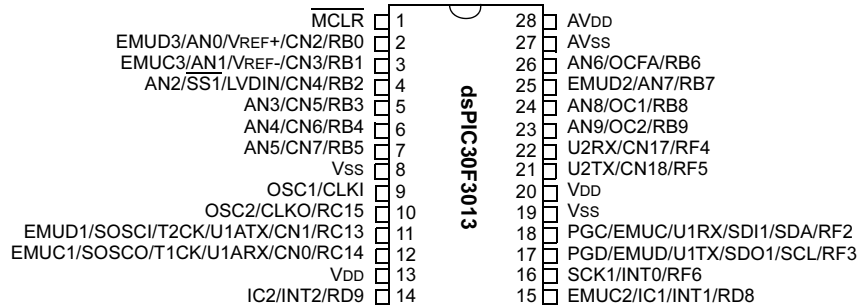 MCLR 1 28 AVDD
EMUD3/AN0/VREF+/CN2/RB0 2 27 AVSS
EMUC3/AN1/VREF-/CN3/RB1 3 26 AN6/OCFA/RB6
AN2/SS1/LVDIN/CN4/RB2 4 25 EMUD2/AN7/RB7
AN3/CN5/RB3 5 24 AN8/OC1/RB8
AN4/CN6/RB4 6 23 AN9/OC2/RB9
AN5/CN7/RB5 7 22 U2RX/CN17/RF4
VSS 8 21 U2TX/CN18/RF5
OSC1/CLKI 9 20 VDD
OSC2/CLKO/RC15 10 19 VSS
EMUD1/SOSCI/T2CK/U1ATX/CN1/RC13 11 18 PGC/EMUC/U1RX/SDI1/SDA/RF2
EMUC1/SOSCO/T1CK/U1ARX/CN0/RC14 12 17 PGD/EMUD/U1TX/SDO1/SCL/RF3
VDD 13 16 SCK1/INT0/RF6
IC2/INT2/RD9 14 15 EMUC2/IC1/INT1/RD8
dsPIC30F3013